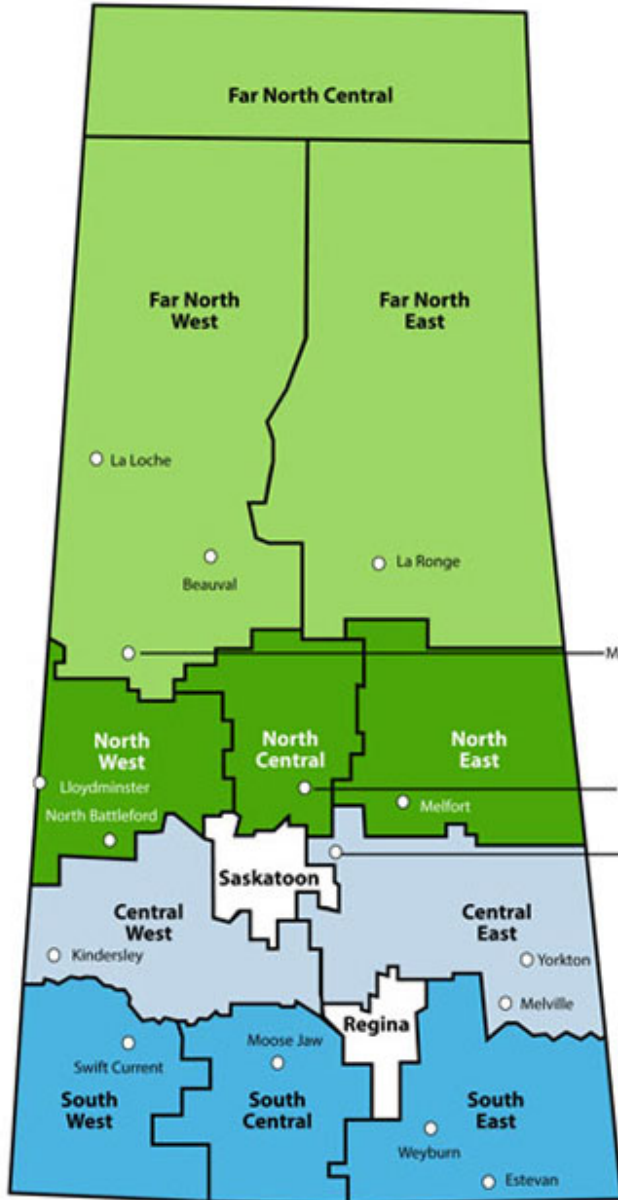 Far North Central
Far North
West
Far North
East
La Loche
Beauval
La Ronge
M
North
West
North
Central
North
East
Lloydminster
North Battleford
Melfort
Saskatoon
Central
West
Central
East
Kindersley
Yorkton
Melville
Regina
Moose Jaw
Swift Current
South
West
South
Central
South
East
Weyburn
Estevan